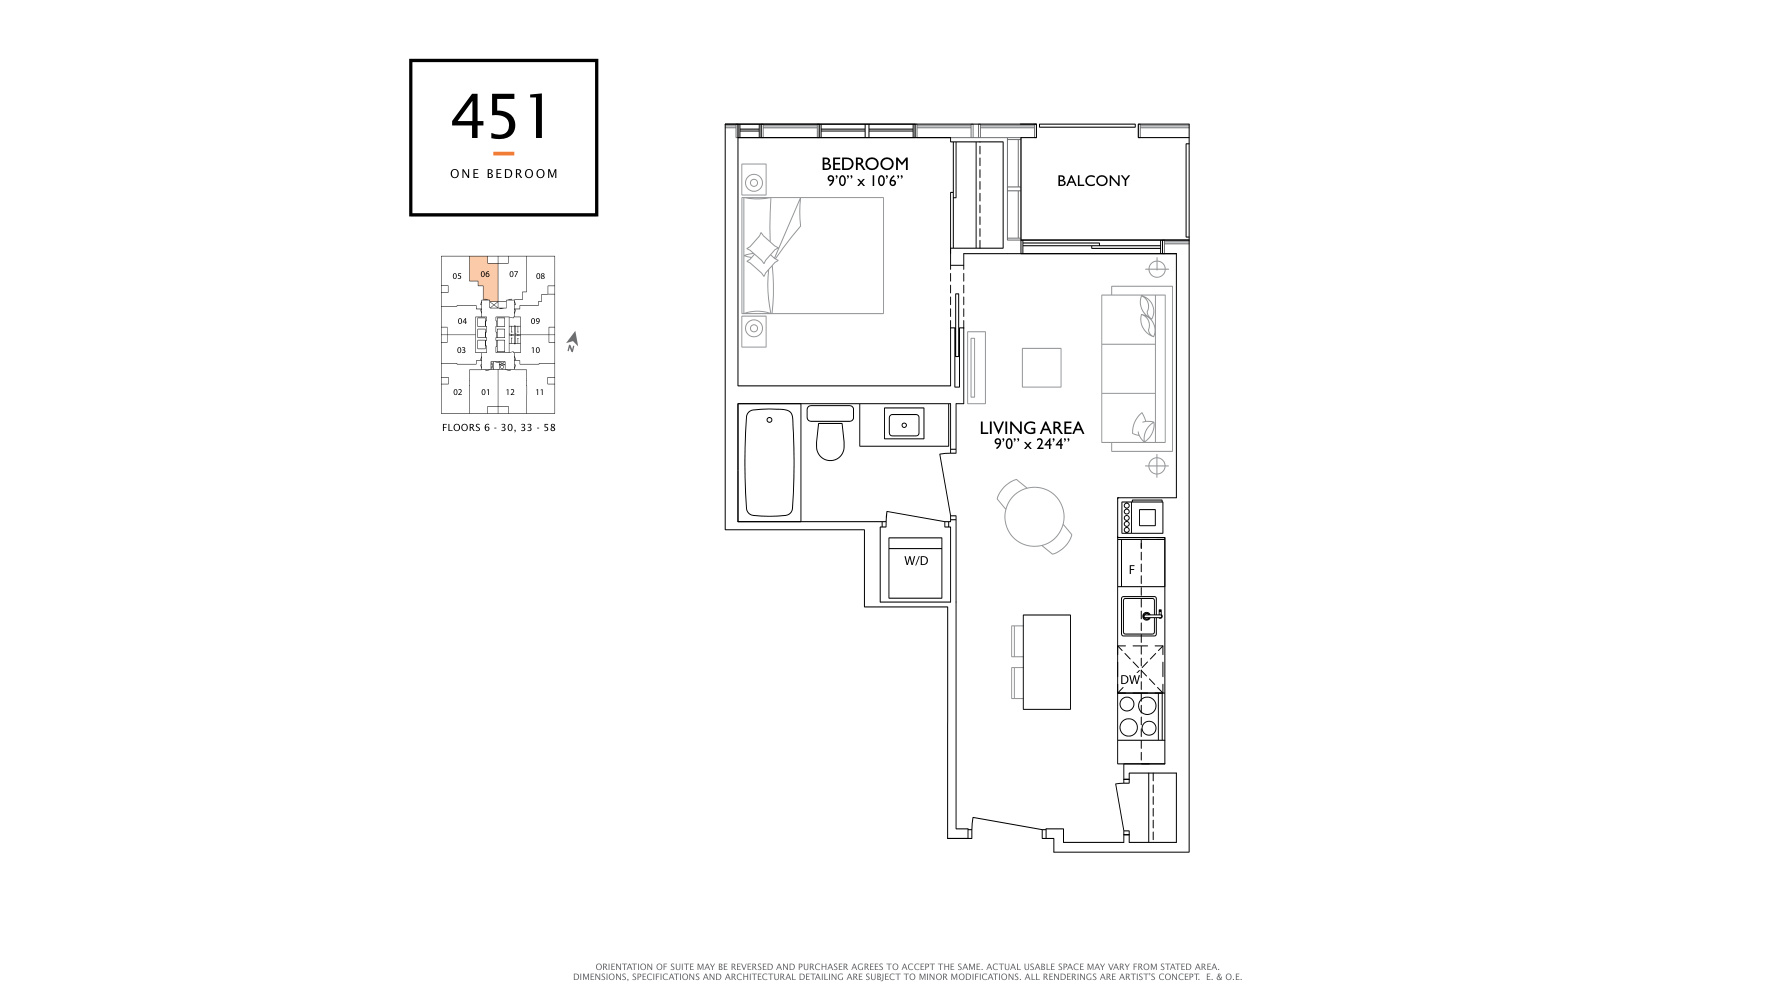 451
ONE BEDROOM
05
06
07
08
04
09
03
10
02
01
12
11
N
FLOORS 6 - 30, 33 - 58
BEDROOM
9'0'' x 10'6''
BALCONY
LIVING AREA
9'0'' x 24'4''
W/D
F
DW
ORIENTATION OF SUITE MAY BE REVERSED AND PURCHASER AGREES TO ACCEPT THE SAME. ACTUAL USABLE SPACE MAY VARY FROM STATED AREA.
DIMENSIONS, SPECIFICATIONS AND ARCHITECTURAL DETAILING ARE SUBJECT TO MINOR MODIFICATIONS. ALL RENDERINGS ARE ARTIST'S CONCEPT. E. & O.E.